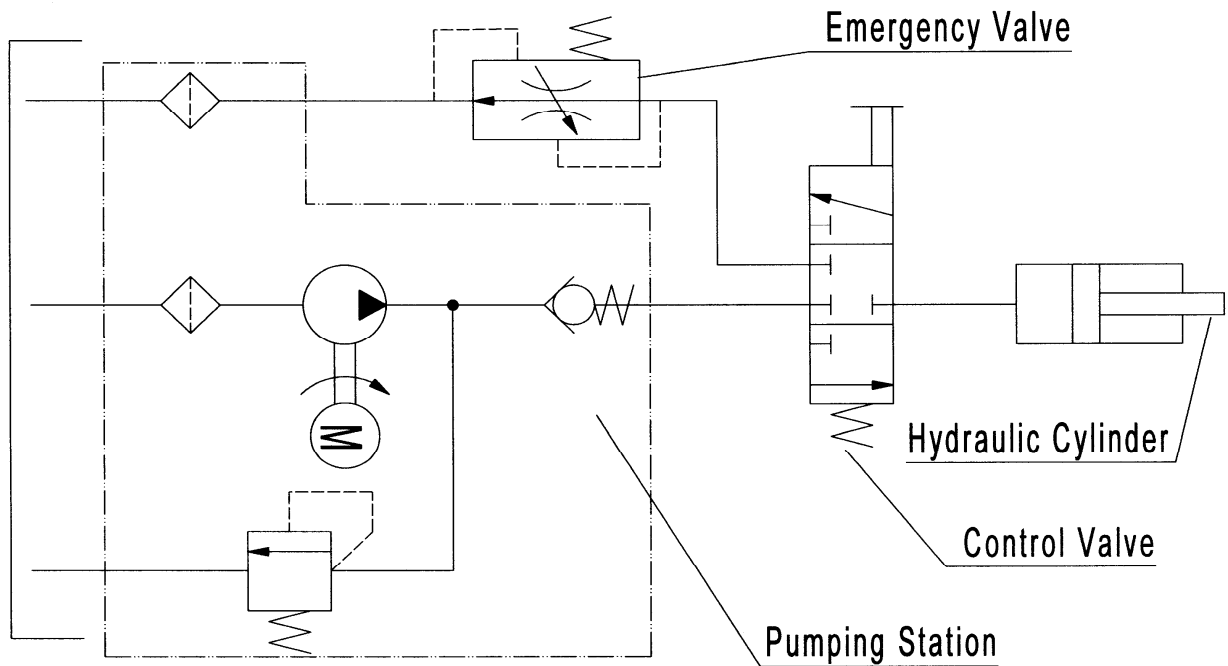 Emergency Valve
M
Hydraulic Cylinder
Control Valve
Pumping Station